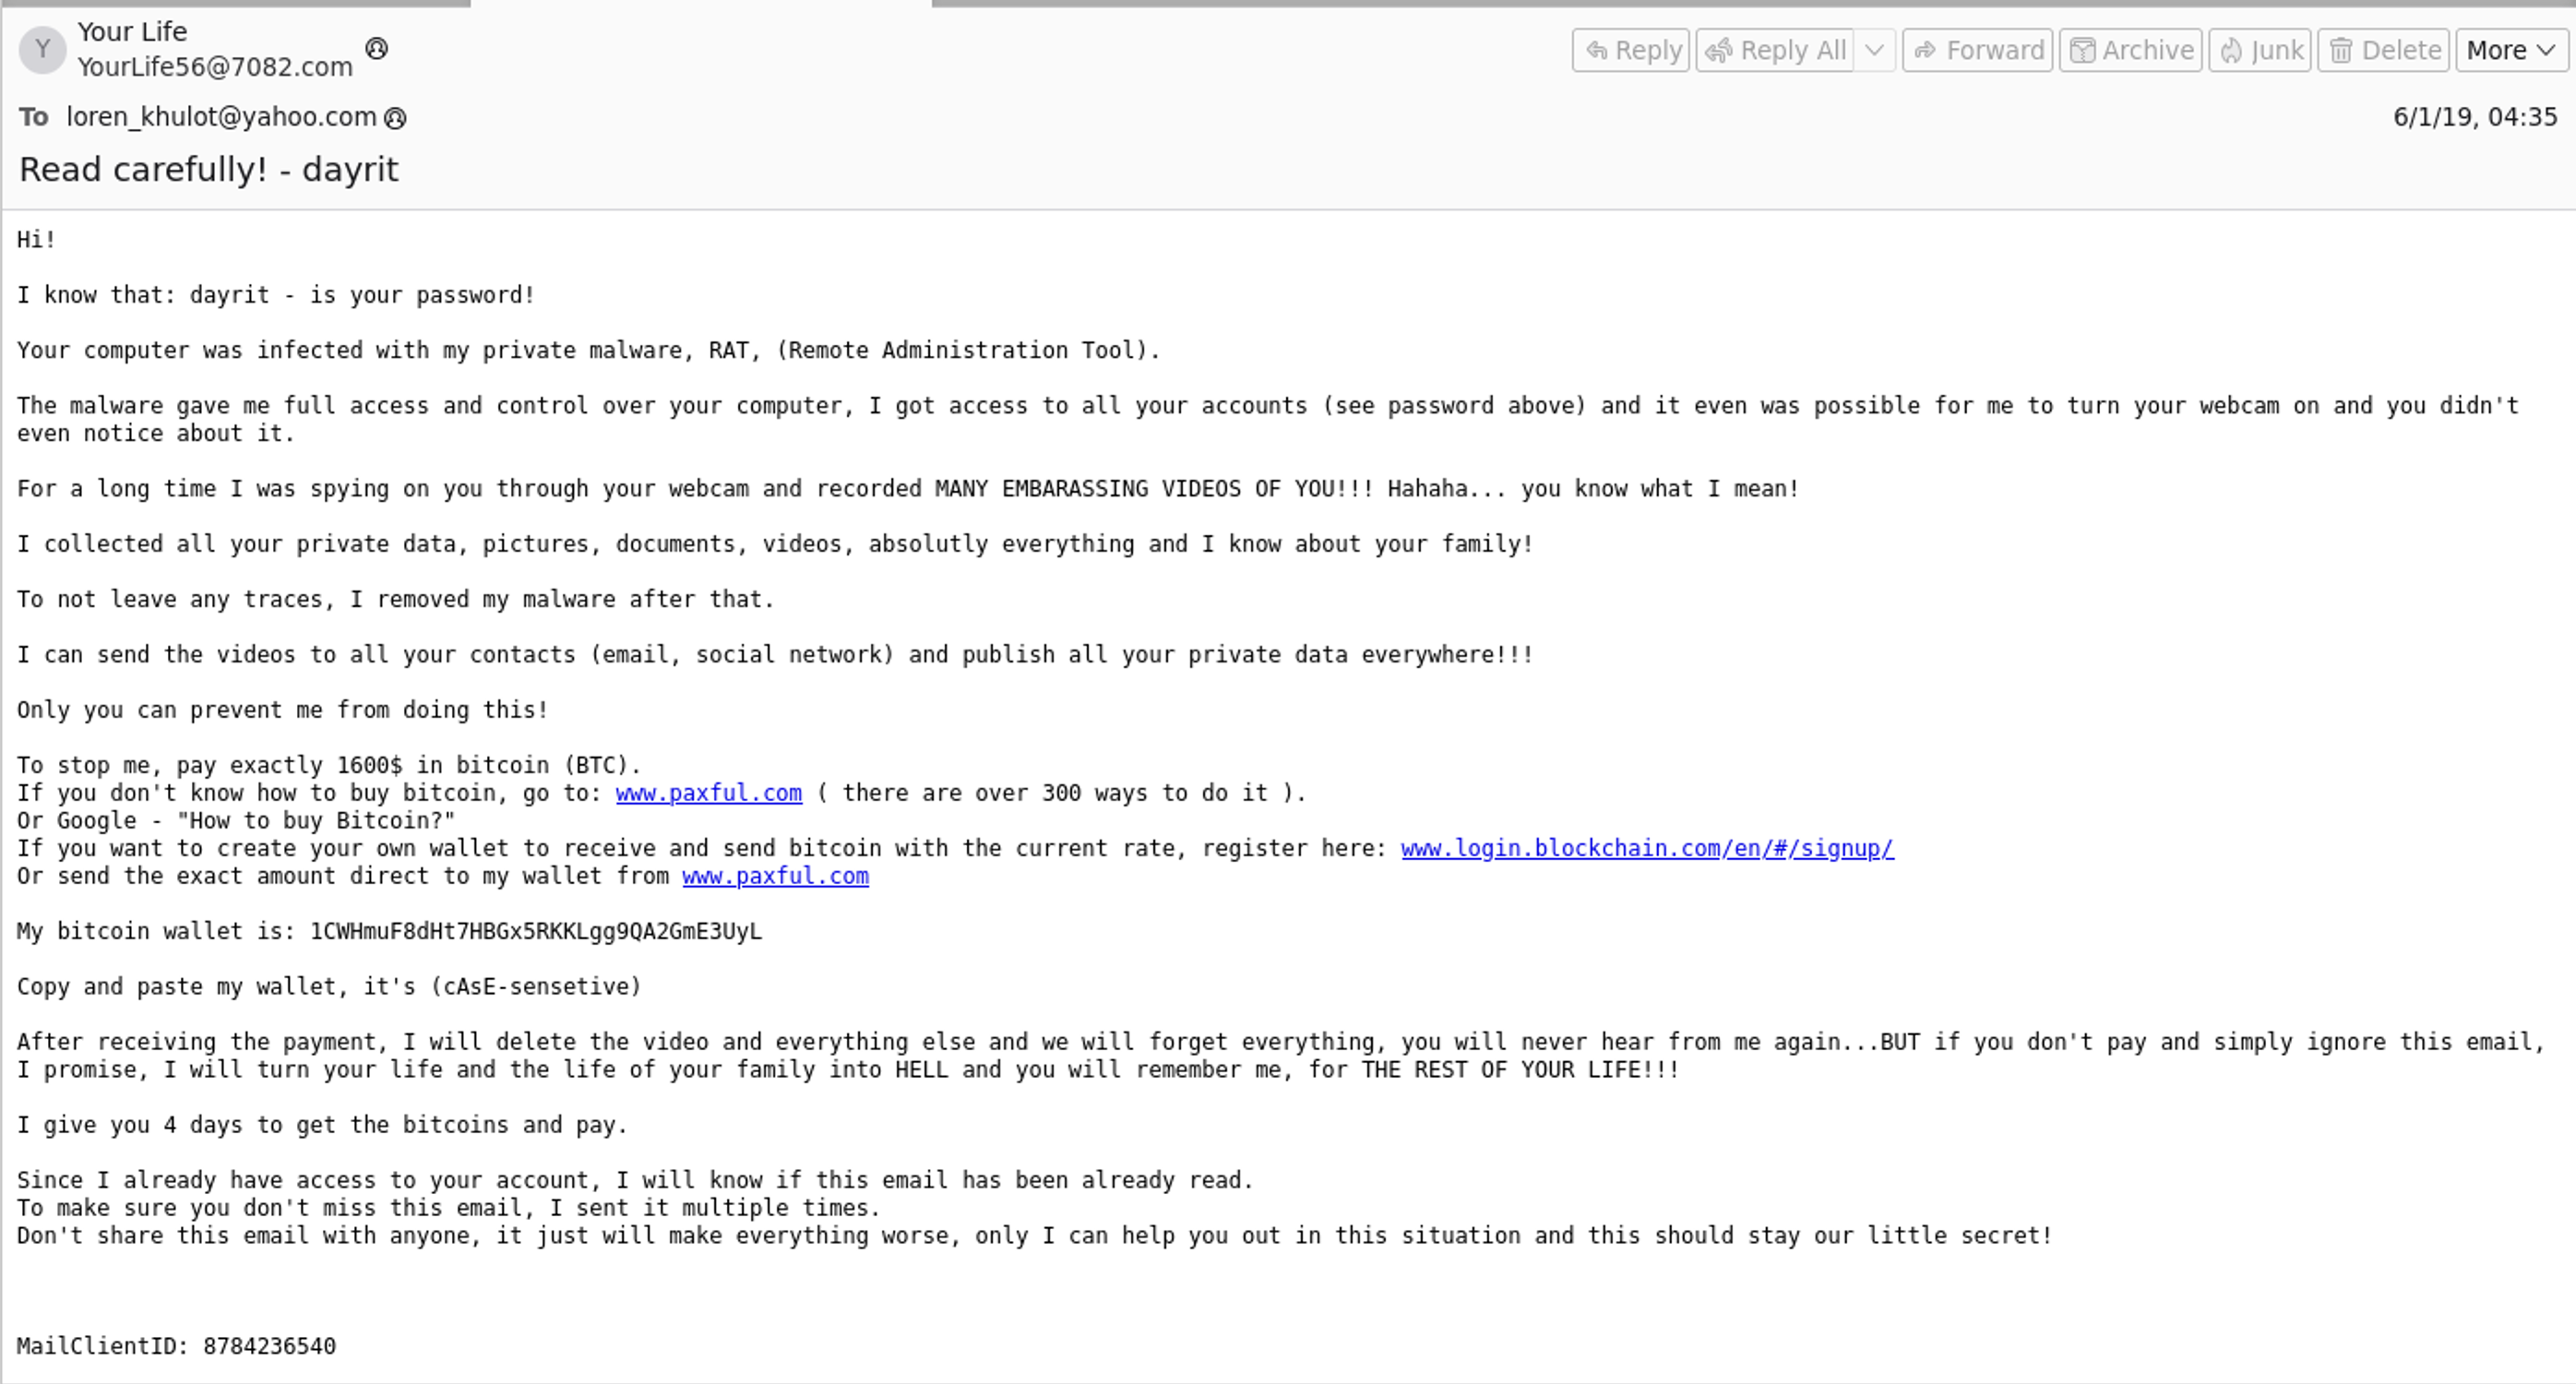 Y
Your Life
YourLife56@7082.com
Reply
Reply All
Forward
Archive
Junk
Delete
More
To loren_khulot@yahoo.com
6/1/19, 04:35
Read carefully! - dayrit
Hi!
I know that: dayrit - is your password!
Your computer was infected with my private malware, RAT, (Remote Administration Tool).
The malware gave me full access and control over your computer, I got access to all your accounts (see password above) and it even was possible for me to turn your webcam on and you didn't
even notice about it.
For a long time I was spying on you through your webcam and recorded MANY EMBARASSING VIDEOS OF YOU!!! Hahaha... you know what I mean!
I collected all your private data, pictures, documents, videos, absolutly everything and I know about your family!
To not leave any traces, I removed my malware after that.
I can send the videos to all your contacts (email, social network) and publish all your private data everywhere!!!
Only you can prevent me from doing this!
To stop me, pay exactly 1600$ in bitcoin (BTC).
If you don't know how to buy bitcoin, go to: www.paxful.com ( there are over 300 ways to do it ).
Or Google - "How to buy Bitcoin?"
If you want to create your own wallet to receive and send bitcoin with the current rate, register here: www.login.blockchain.com/en/#/signup/
Or send the exact amount direct to my wallet from www.paxful.com
My bitcoin wallet is: 1CWHmuF8dHt7HBGx5RKKLgg9QA2GmE3UyL
Copy and paste my wallet, it's (cAsE-sensetive)
After receiving the payment, I will delete the video and everything else and we will forget everything, you will never hear from me again...BUT if you don't pay and simply ignore this email,
I promise, I will turn your life and the life of your family into HELL and you will remember me, for THE REST OF YOUR LIFE!!!
I give you 4 days to get the bitcoins and pay.
Since I already have access to your account, I will know if this email has been already read.
To make sure you don't miss this email, I sent it multiple times.
Don't share this email with anyone, it just will make everything worse, only I can help you out in this situation and this should stay our little secret!
MailClientID: 8784236540